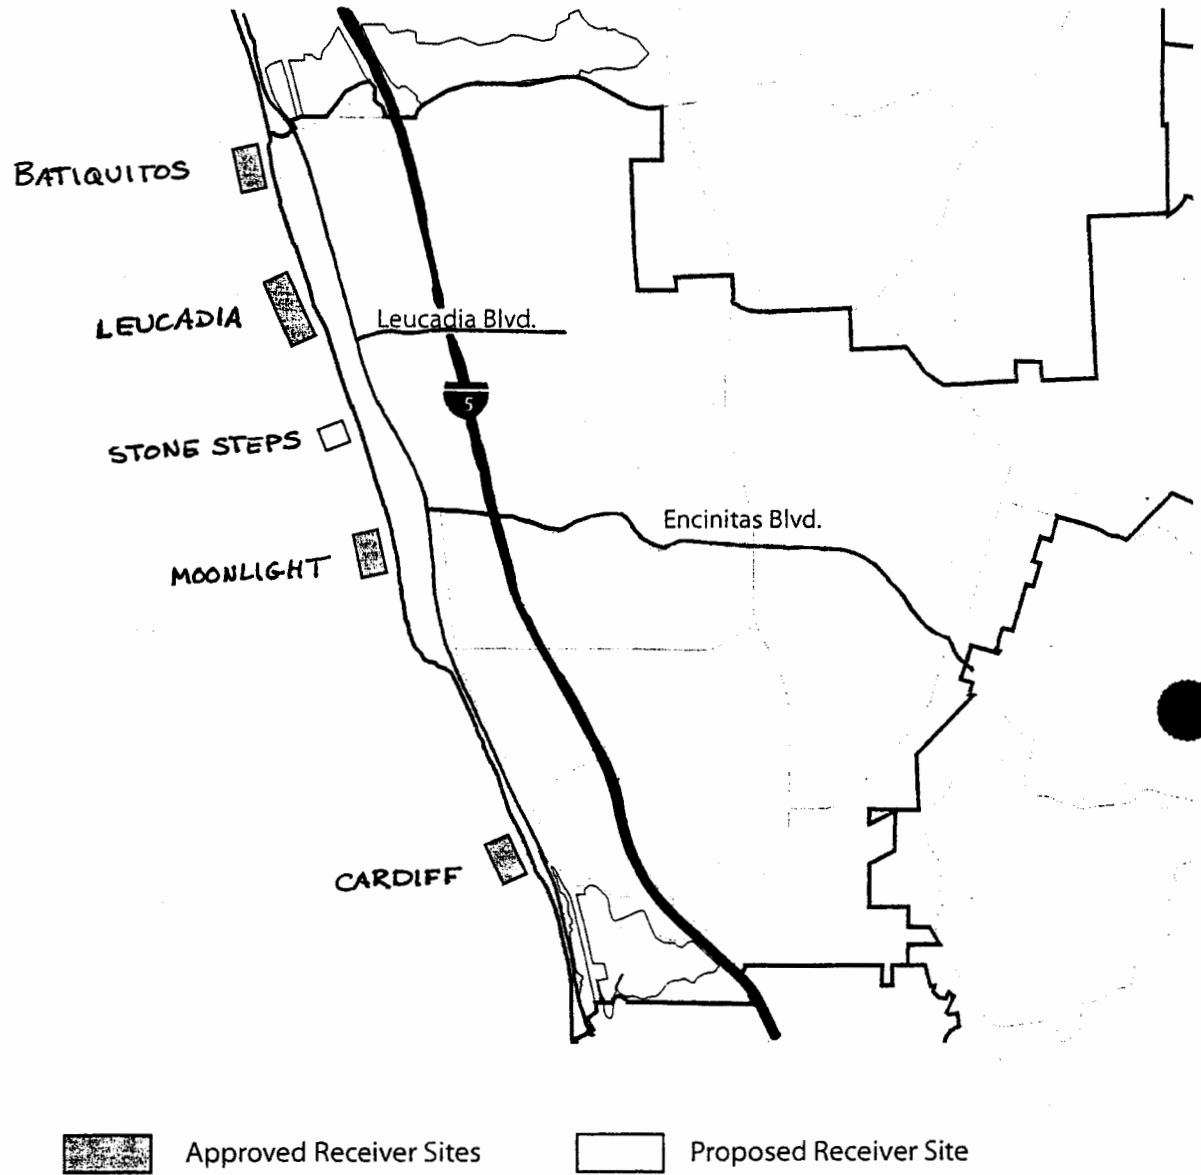 BATIQUITOS
LEUCADIA
Leucadia Blvd.
5
STONE STEPS
Encinitas Blvd.
MOONLIGHT
CARDIFF
Approved Receiver Sites
Proposed Receiver Site